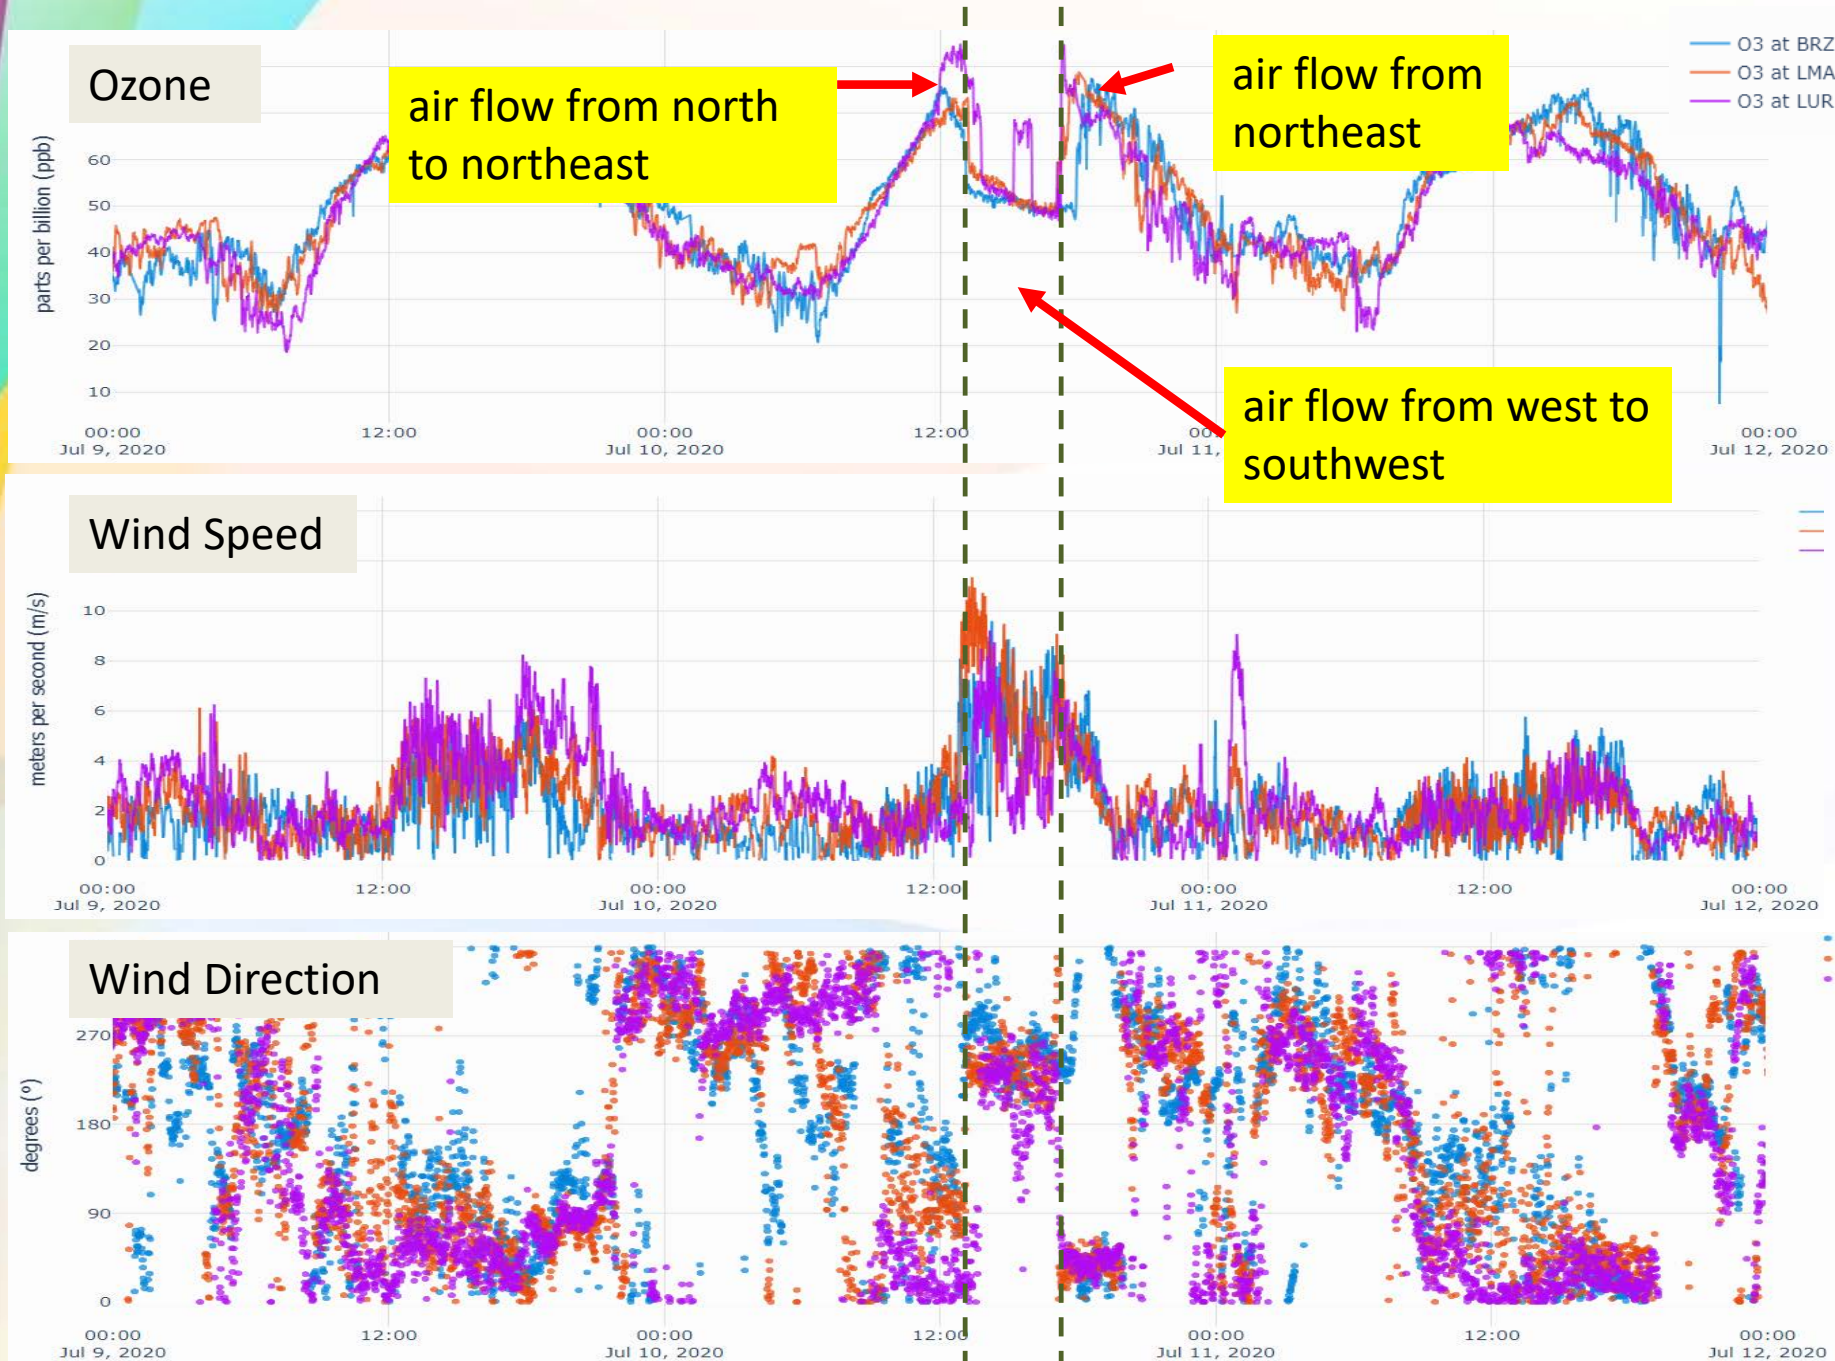 Ozone
air flow from north
to northeast
air flow from
northeast
O3 at BRZ
O3 at LMA
O3 at LUR
parts per billion (ppb)
60
50
40
30
20
10
air flow from west to
southwest
00:00
Jul 9, 2020
12:00
00:00
Jul 10, 2020
12:00
00
Jul 11,
00:00
Jul 12, 2020
Wind Speed
meters per second (m/s)
10
8
6
4
2
0
00:00
Jul 9, 2020
12:00
00:00
Jul 10, 2020
12:00
00:00
Jul 11, 2020
12:00
00:00
Jul 12, 2020
Wind Direction
degrees (º)
270
180
90
0
00:00
Jul 9, 2020
12:00
00:00
Jul 10, 2020
12:00
00:00
Jul 11, 2020
12:00
00:00
Jul 12, 2020